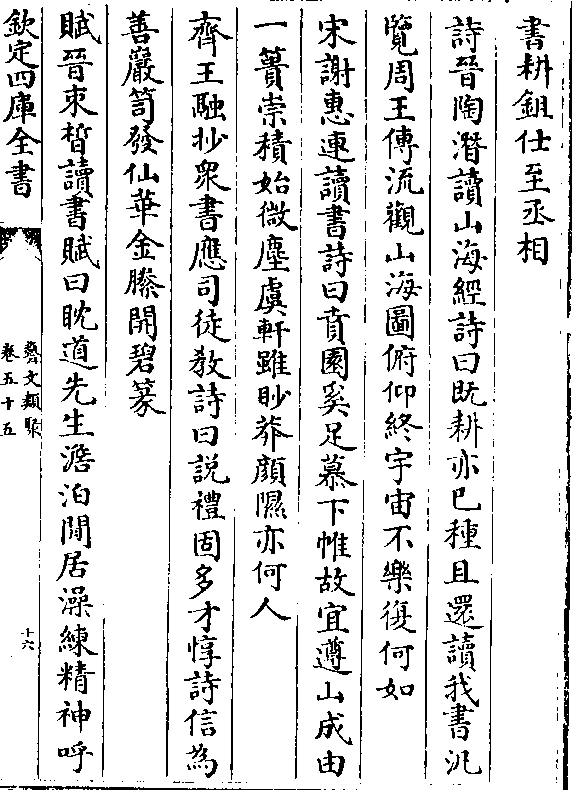 書耕鉏仕至丞相
詩晉陶潛讀山海經詩曰既耕亦已種且還讀我書汎
覽周王傳流觀山海圖俯仰終宇宙不樂復何如
宋謝惠連讀書詩曰賁園奚足慕下帷故宜遵山成由
一簣崇積始微塵虞軒雖眇莽顔隰亦何人
齊王融抄衆書應司徒教詩曰説禮固多才惇詩信為
善嚴笥發仙華金縢開碧篆
賦晉束晳讀書賦曰眈道先生澹泊閒居澡練精神呼
欽定四庫全書
藝文類聚
卷五十五
十六